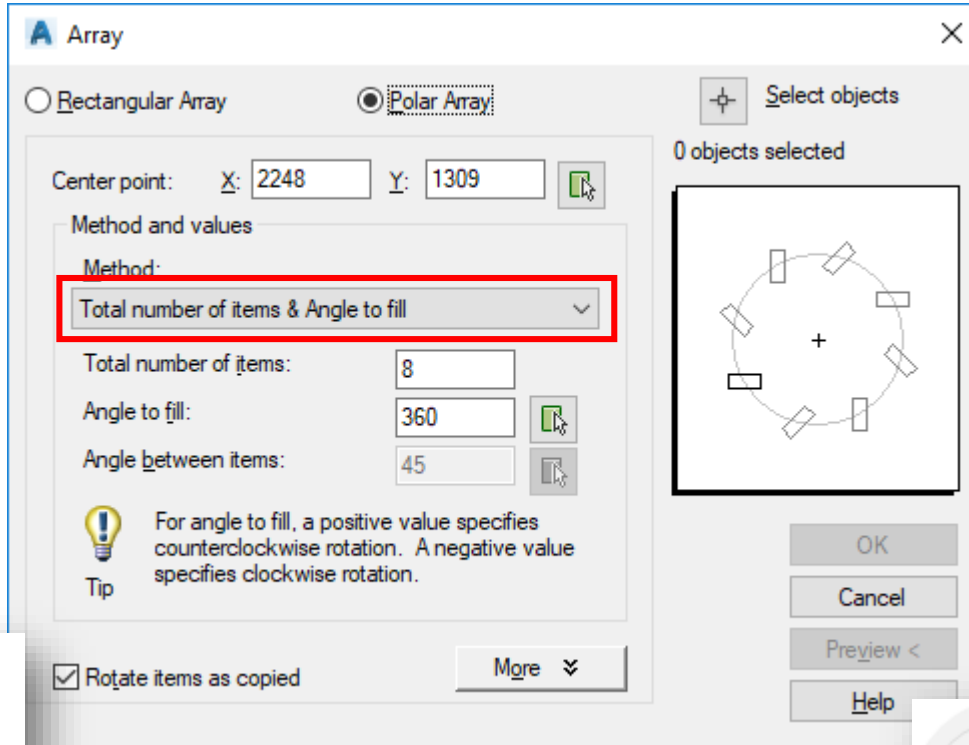 Array
Rectangular Array
Polar Array
Select objects
0 objects selected
Center point: X: 2248 Y: 1309
Method and values
Method:
Total number of items & Angle to fill
Total number of items: 8
Angle to fill: 360
Angle between items: 45
For angle to fill, a positive value specifies
counterclockwise rotation. A negative value
specifies clockwise rotation.
Tip
OK
Cancel
Preview <
Help
Rotate items as copied
More